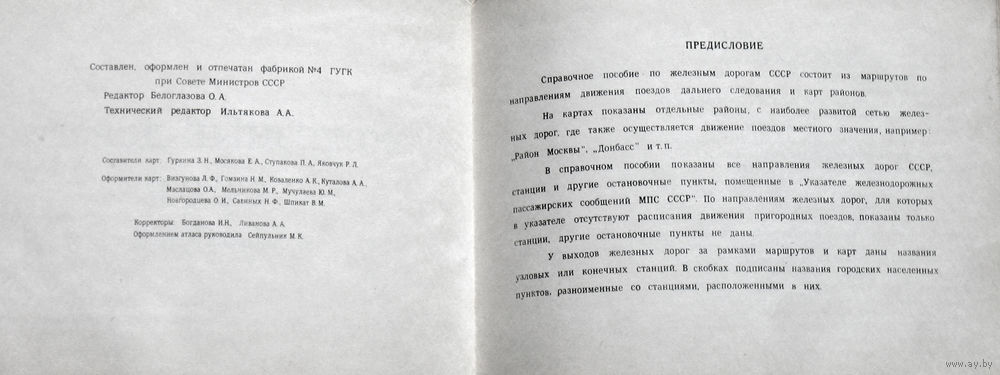 Составлен, оформлен и отпечатан фабрикой №4 ГУГК
при Совете Министров СССР
Редактор Белоглазова О.А.
Технический редактор Ильтякова А.А.
Составители карт: Гуркина З.Н., Мосякова Е.А., Ступакова П.А., Яковчук Р.Л.
Оформители карт: Визгунова Л.Ф., Гомзина Н.М., Коваленко А.К., Куталова А.А.,
Маслацова О.А., Мельникова М.Р., Мучулаева Ю.М.,
Новгородцева О.И., Савиных Н.Ф., Шпикат В.М.
Корректоры: Богданова И.Н., Ливанова А.А.
Оформлением атласа руководила Сейпульник М.К.
ПРЕДИСЛОВИЕ
Справочное пособие по железным дорогам СССР состоит из маршрутов по
направлениям движения поездов дальнего следования и карт районов.
На картах показаны отдельные районы, с наиболее развитой сетью желез-
ных дорог, где также осуществляется движение поездов местного значения, например:
„Район Москвы", „Донбасс" и т.п.
В справочном пособии показаны все направления железных дорог СССР,
станции и другие остановочные пункты, помещенные в „Указателе железнодорожных
пассажирских сообщений МПС СССР". По направлениям железных дорог, для которых
в указателе отсутствуют расписания движения пригородных поездов, показаны только
станции, другие остановочные пункты не даны.
У выходов железных дорог за рамками маршрутов и карт даны названия
узловых или конечных станций. В скобках подписаны названия городских населенных
пунктов, разноименные со станциями, расположенными в них.
www.ay.by